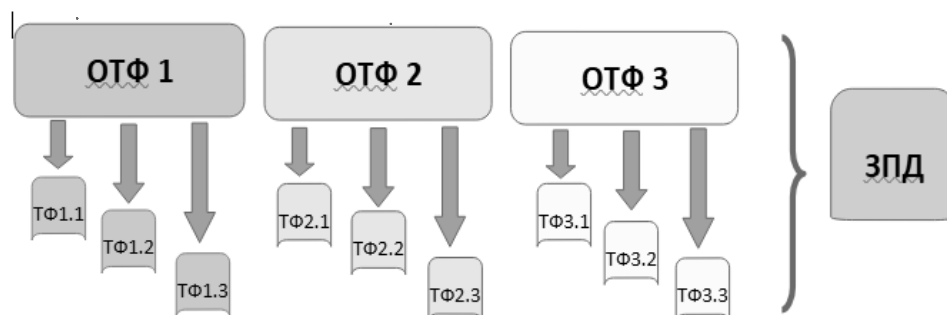 ОТФ 1
ОТФ 2
ОТФ 3
ЗПД
ТФ1.1
ТФ1.2
ТФ1.3
ТФ2.1
ТФ2.2
ТФ2.3
ТФ3.1
ТФ3.2
ТФ3.3